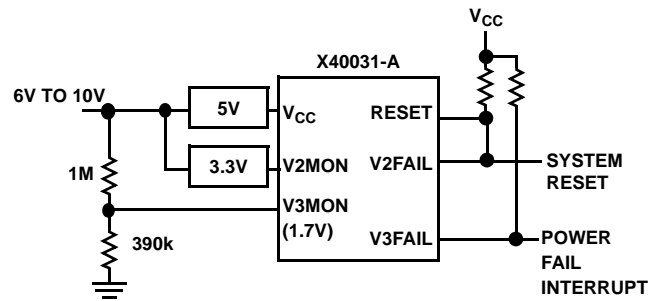 VCC
X40031-A
6V TO 10V
5V
VCC
RESET
3.3V
V2MON
V2FAIL
SYSTEM
RESET
1M
V3MON
(1.7V)
390k
V3FAIL
POWER
FAIL
INTERRUPT